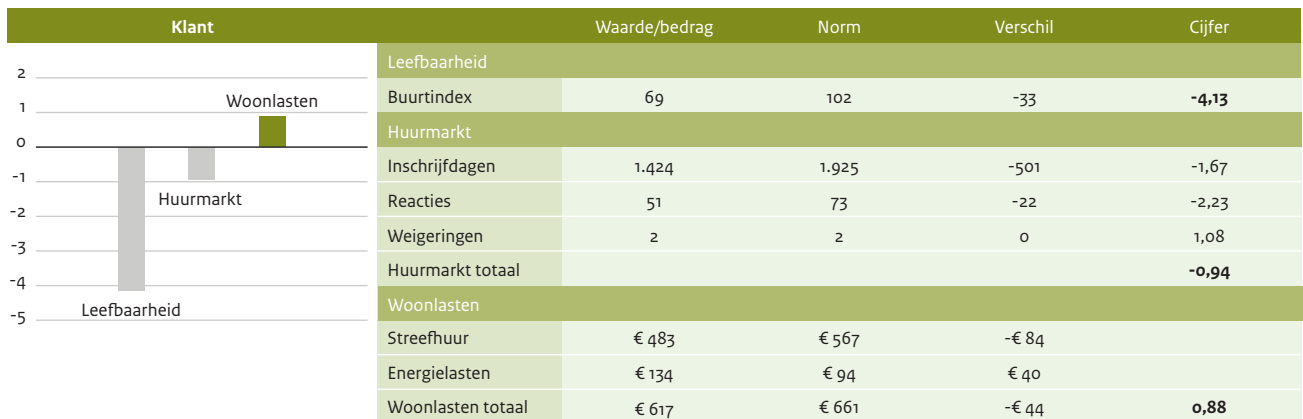 Klant Waarde/bedrag Norm Verschil Cijfer
2
1
0
-1
-2
-3
-4
-5
Woonlasten
Huurmarkt
Leefbaarheid
Leefbaarheid
Buurtindex 69 102 -33 -4,13
Huurmarkt
Inschrijfdagen 1.424 1.925 -501 -1,67
Reacties 51 73 -22 -2,23
Weigeringen 2 2 0 1,08
Huurmarkt totaal -0,94
Woonlasten
Streefhuur € 483 € 567 -€ 84
Energielasten € 134 € 94 € 40
Woonlasten totaal € 617 € 661 -€ 44 0,88